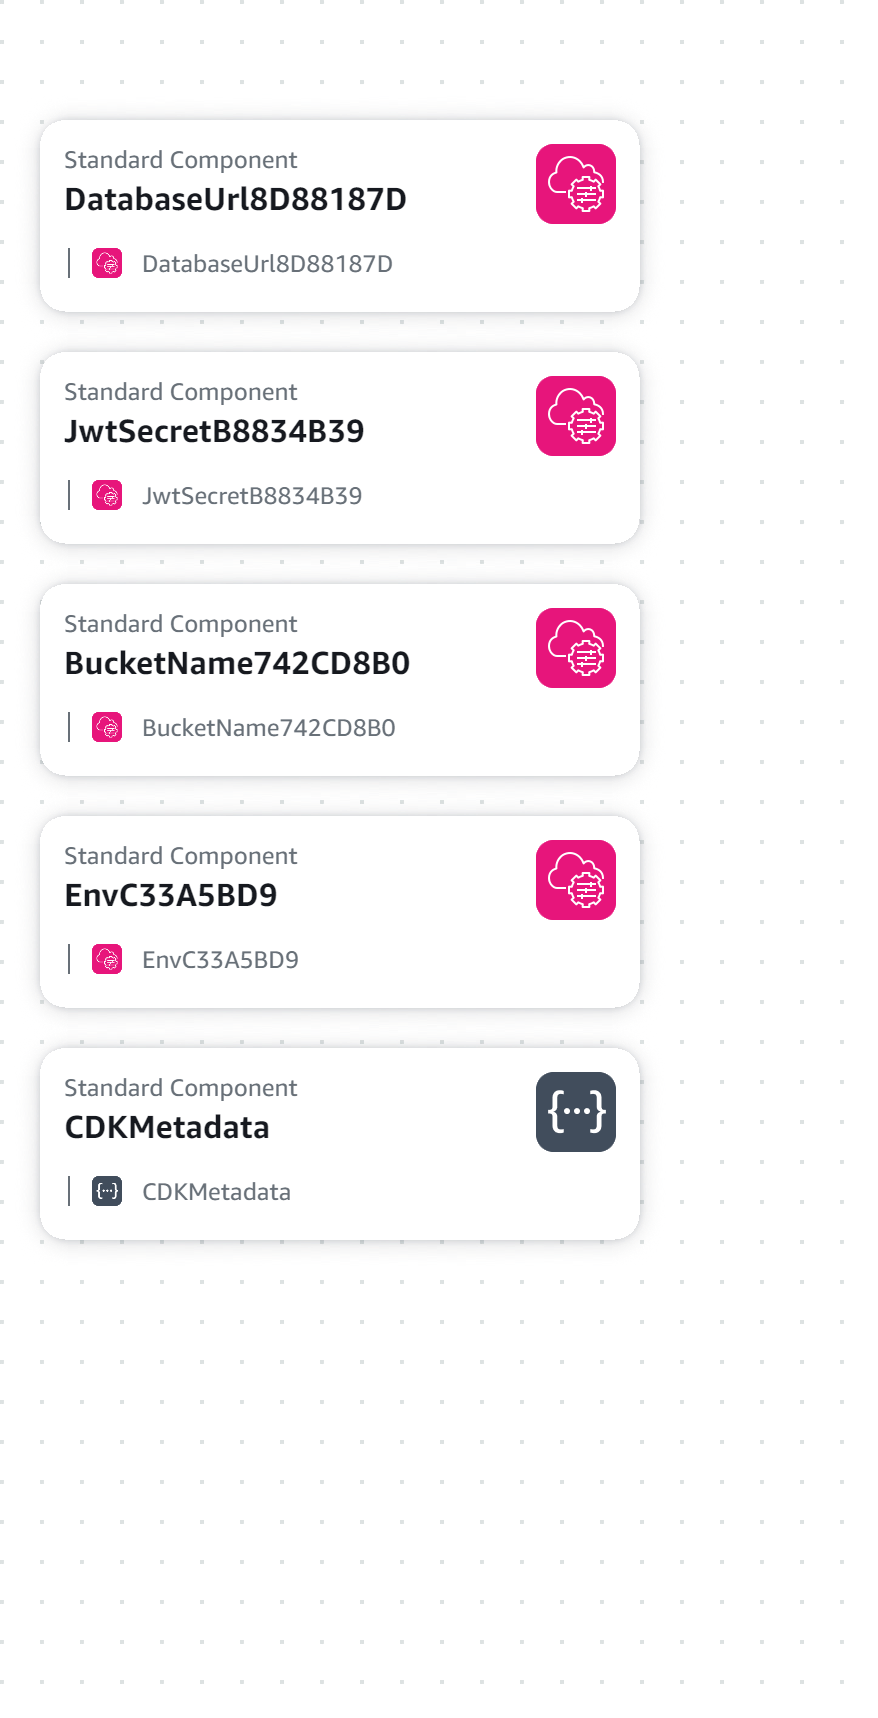 Standard Component
DatabaseUrl8D88187D
DatabaseUrl8D88187D
Standard Component
JwtSecretB8834B39
JwtSecretB8834B39
Standard Component
BucketName742CD8B0
BucketName742CD8B0
Standard Component
EnvC33A5BD9
EnvC33A5BD9
Standard Component
CDKMetadata
CDKMetadata